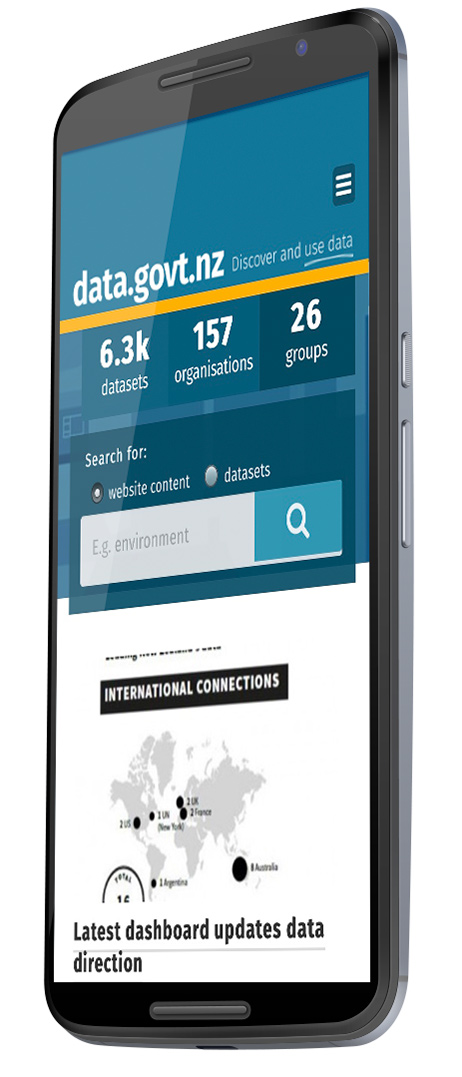 data.govt.nz Discover and use data
6.3k 157 26
datasets organisations groups
Search for:
website content datasets
E.g. environment
INTERNATIONAL CONNECTIONS
2 UK
2 US 1 UN 2 France
(New York)
8 Australia
TOTAL
1 Argentina
16
Latest dashboard updates data
direction